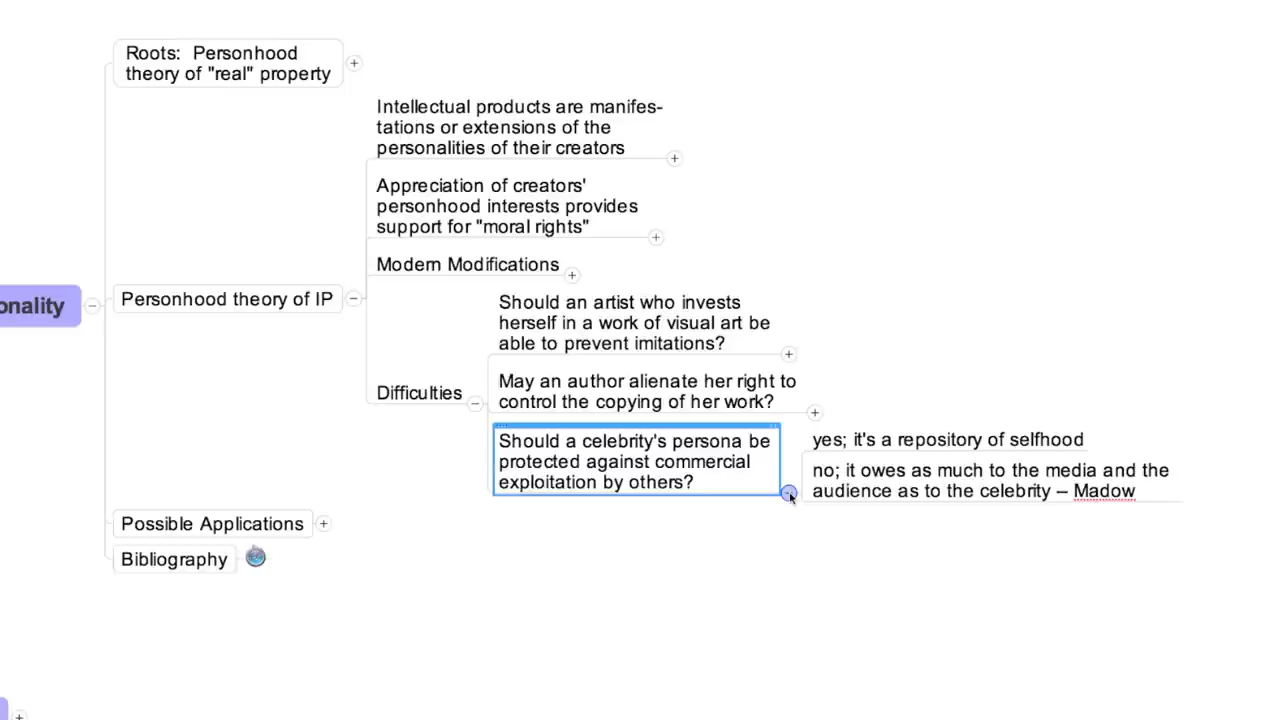 Roots:  Personhood
theory of "real" property
Intellectual products are manifes-
tations or extensions of the
personalities of their creators
Appreciation of creators'
personhood interests provides
support for "moral rights"
Modern Modifications
onality
Personhood theory of IP
Should an artist who invests
herself in a work of visual art be
able to prevent imitations?
Difficulties
May an author alienate her right to
control the copying of her work?
Should a celebrity's persona be
protected against commercial
exploitation by others?
yes; it's a repository of selfhood
no; it owes as much to the media and the
audience as to the celebrity – Madow
Possible Applications
Bibliography